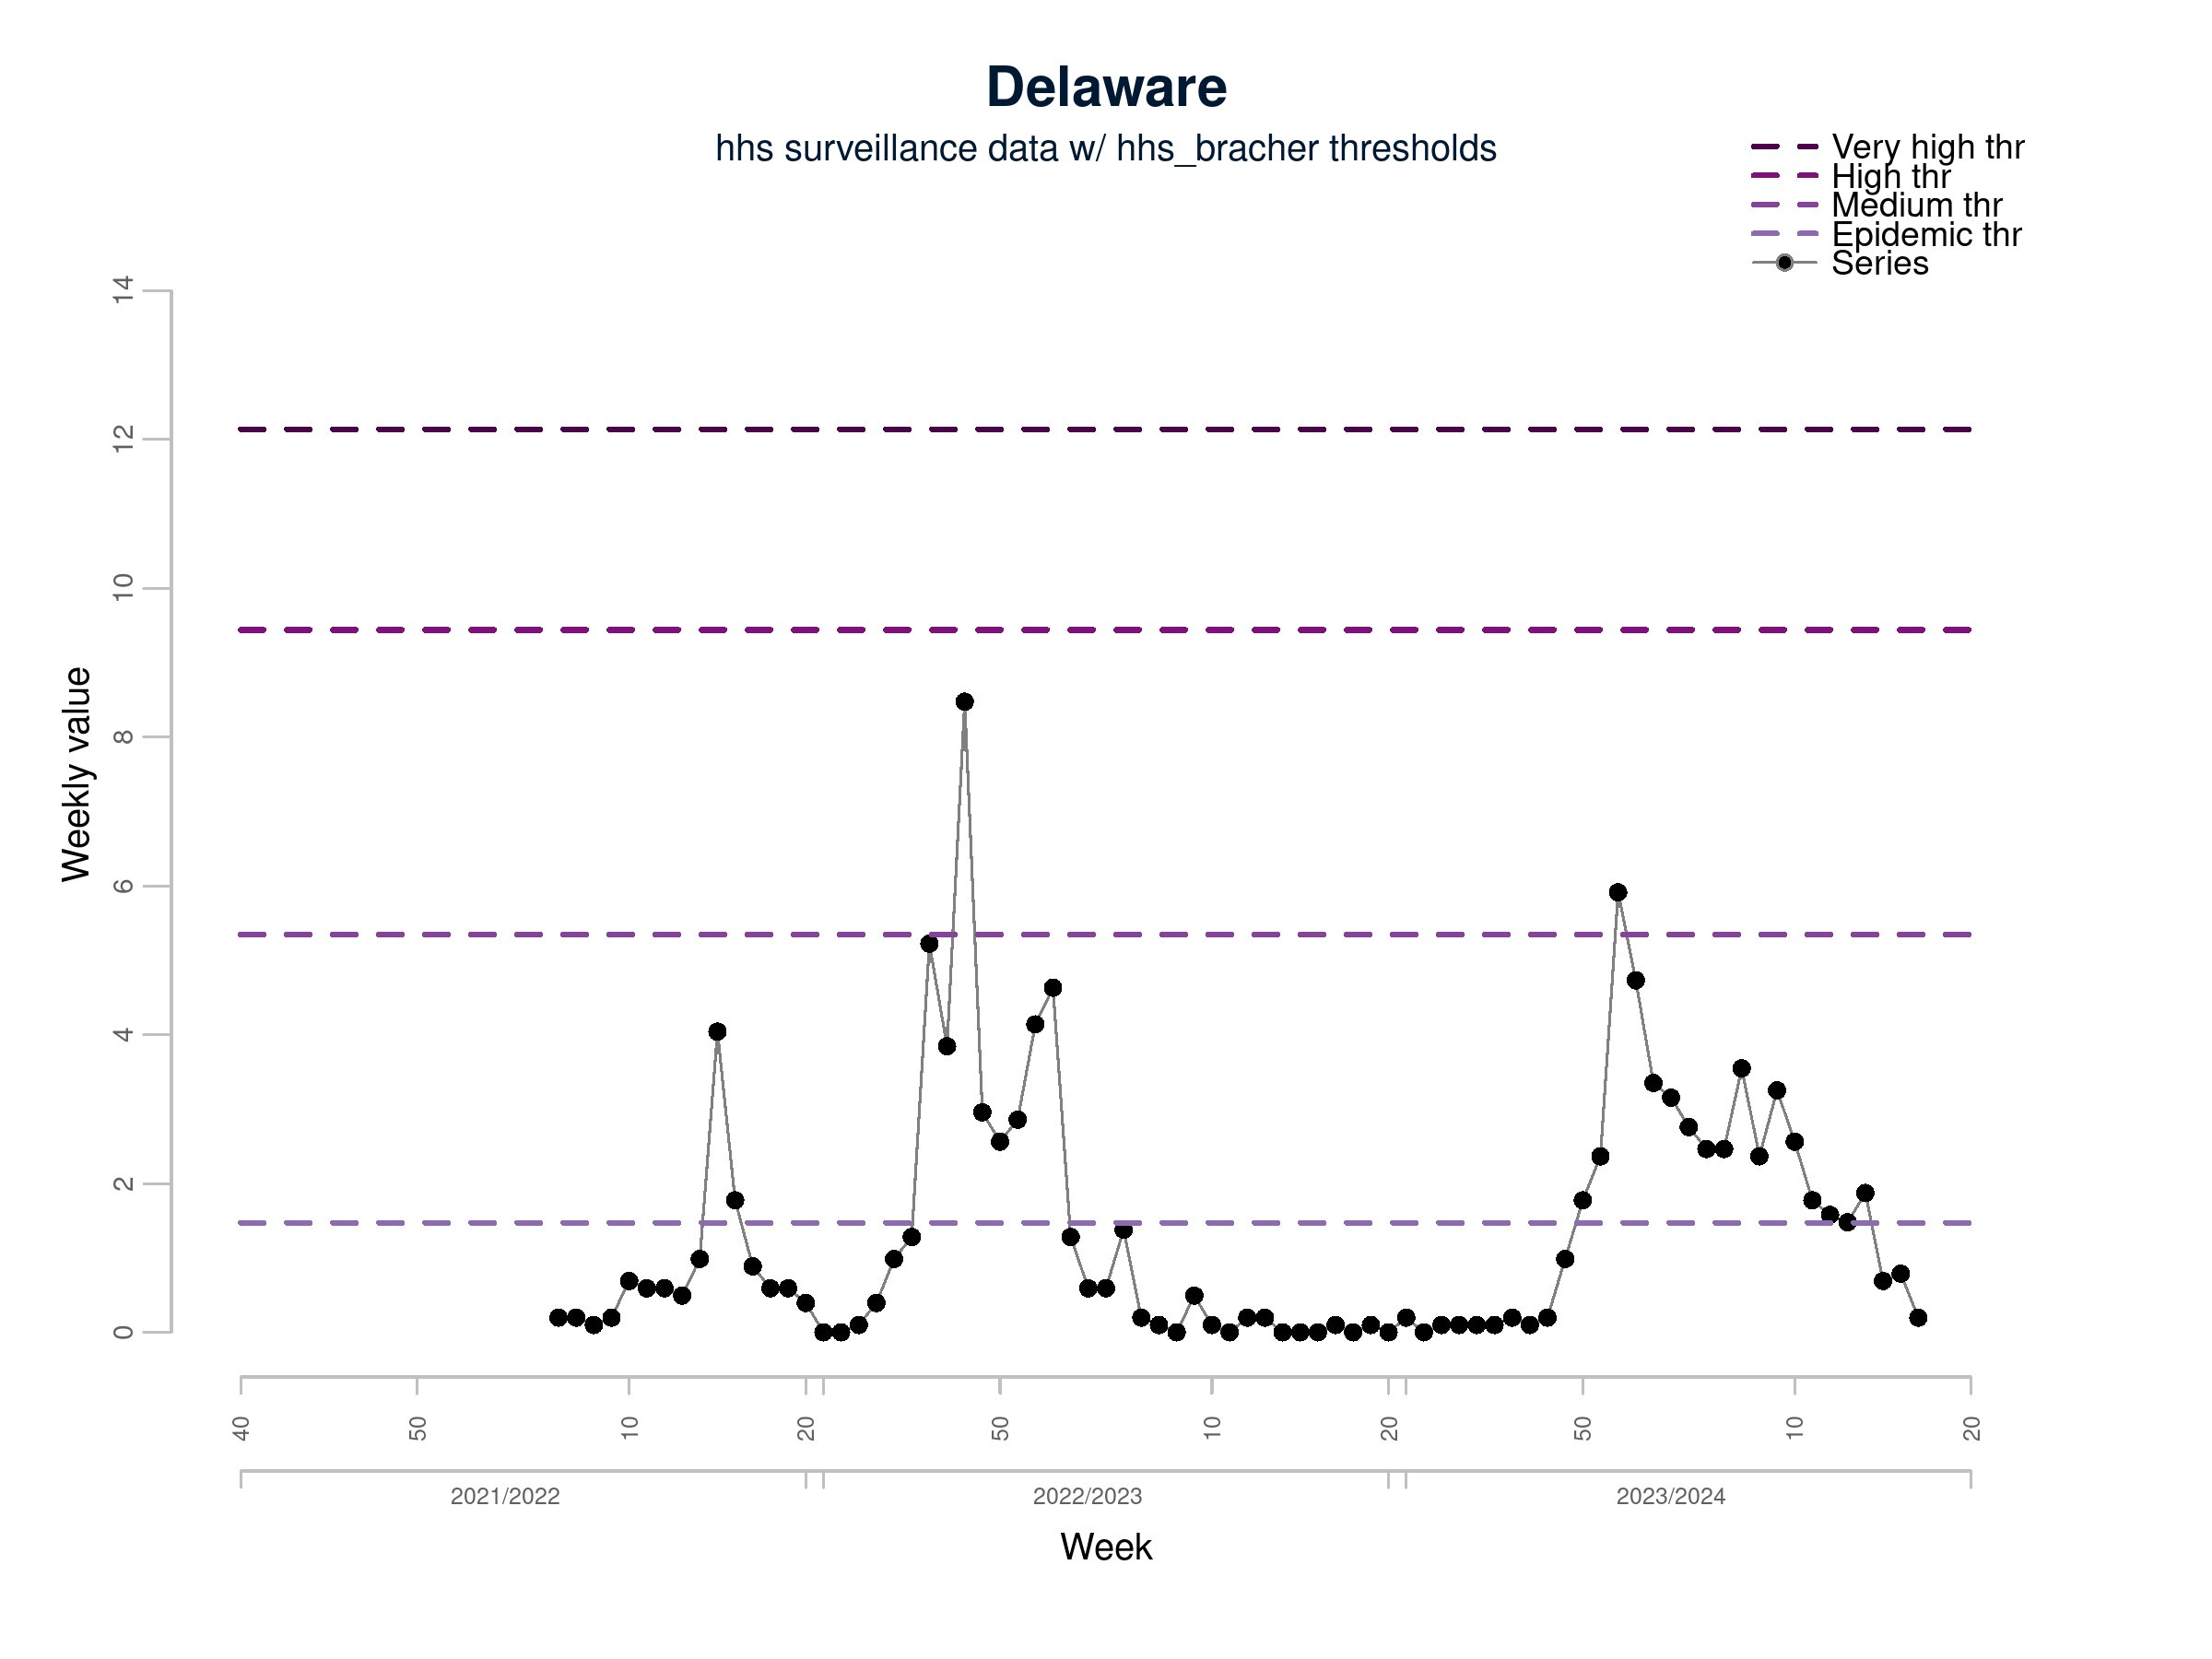 Delaware
hhs surveillance data w/ hhs_bracher thresholds
Very high thr
High thr
Medium thr
Epidemic thr
Series
14
12
10
8
6
4
2
0
Weekly value
40 50 10 20 50 10 20 50 10 20
2021/2022 2022/2023 2023/2024
Week